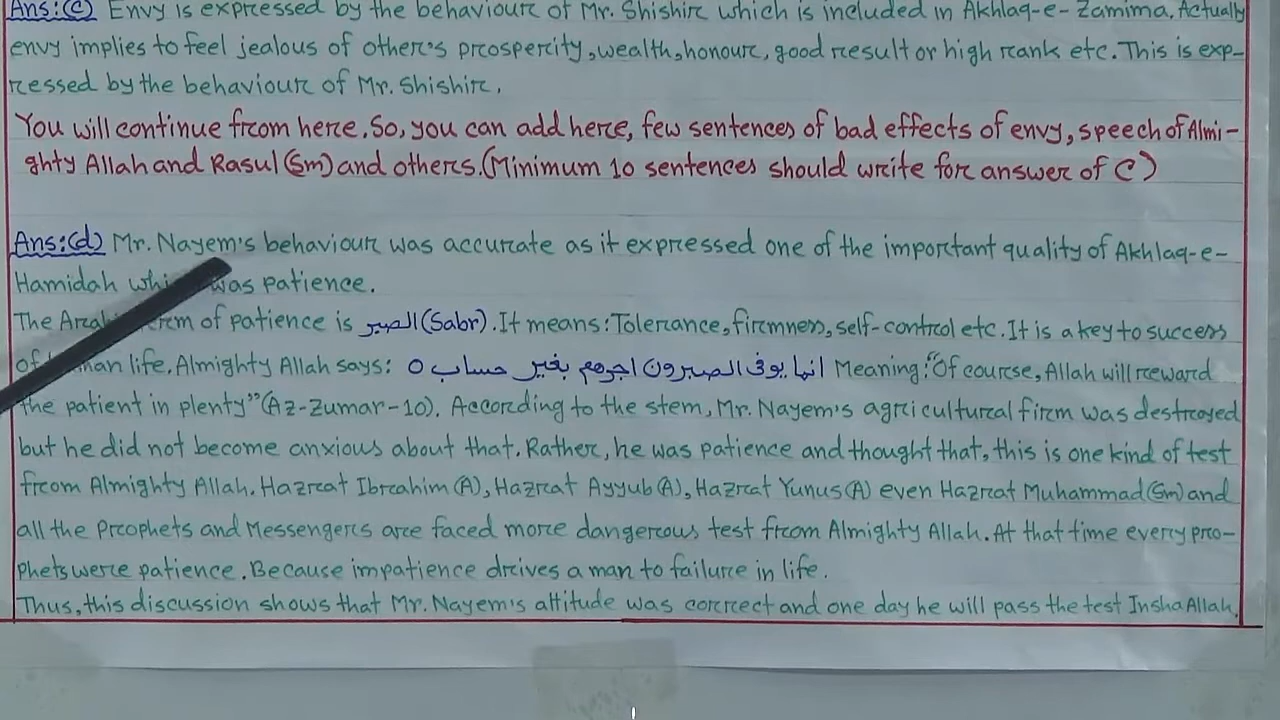 Ans:(c) Envy is expressed by the behaviour of Mr. Shishir which is included in Akhlaq-e-Zamima. Actually
envy implies to feel jealous of other's prosperity, wealth, honour, good result or high rank etc. This is exp-
ressed by the behaviour of Mr. Shishir.
You will continue from here. So, you can add here, few sentences of bad effects of envy, speech of Almi-
ghty Allah and Rasul (Sm) and others. (Minimum 10 sentences should write for answer of C)
Ans:(d) Mr. Nayem's behaviour was accurate as it expressed one of the important quality of Akhlaq-e-
Hamidah was patience.
The term of patience is الصبر (Sabr). It means: Tolerance, firmness, self-control etc. It is a key to success
of life. Almighty Allah says: انما يوفى الصبرون اجرهم بغير حساب ٥ Meaning: "Of course, Allah will reward
the patient in plenty" (Az-Zumar-10). According to the stem, Mr. Nayem's agricultural firm was destroyed
but he did not become anxious about that. Rather, he was patience and thought that, this is one kind of test
from Almighty Allah. Hazrat Ibrahim (A), Hazrat Ayyub (A), Hazrat Yunus (A) even Hazrat Muhammad (Sm) and
all the Prophets and Messengers are faced more dangerous test from Almighty Allah. At that time every pro-
phets were patience. Because impatience drives a man to failure in life.
Thus, this discussion shows that Mr. Nayem's attitude was correct and one day he will pass the test InshaAllah.